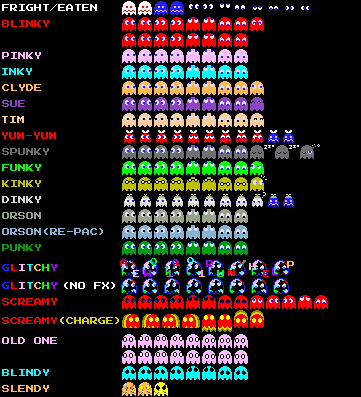 FRIGHT/EATEN
BLINKY
PINKY
INKY
CLYDE
SUE
TIM
YUM-YUM
SPUNKY
FUNKY
KINKY
DINKY
ORSON
ORSON(RE-PAC)
PUNKY
GLITCHY
GLITCHY(NO FX)
SCREAMY
SCREAMY(CHARGE)
OLD ONE
BLINDY
SLENDY